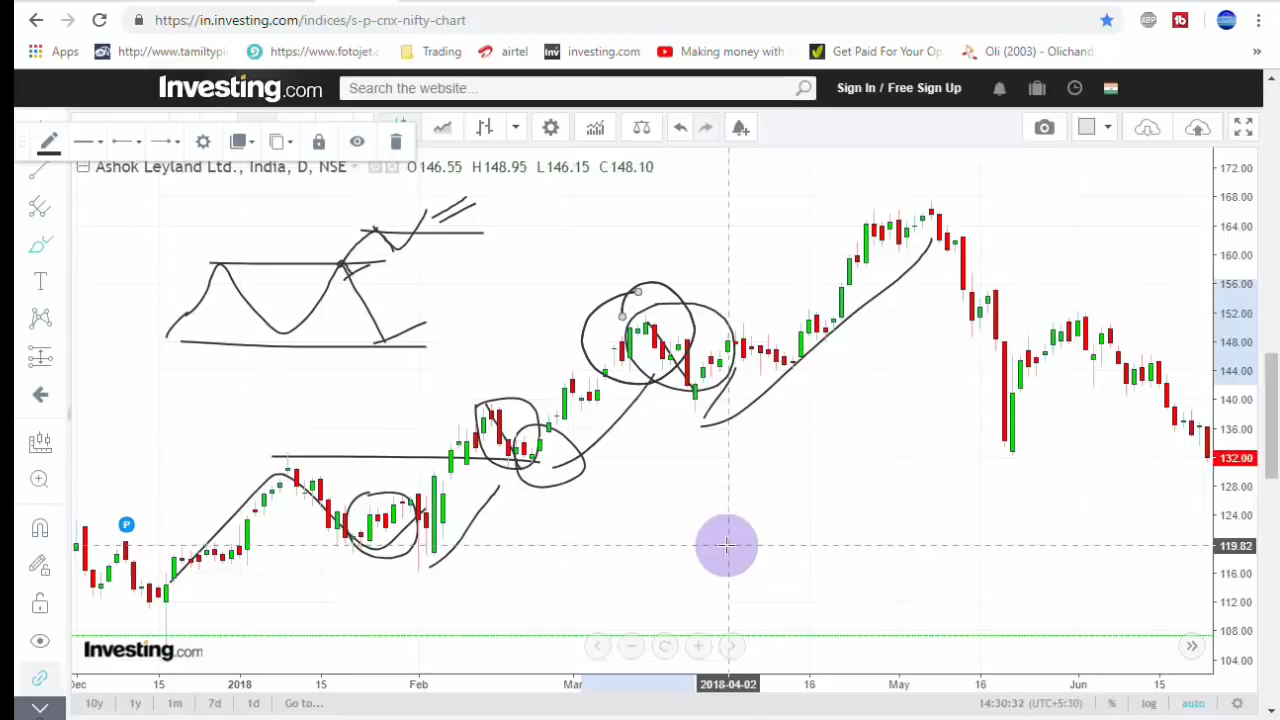 https://in.investing.com/indices/s-p-cnx-nifty-chart
ABP
Apps
http://www.tamiltypi
https://www.fotojet.c
Trading
airtel
Inv investing.com
Making money with
Get Paid For Your Op
Oli (2003) - Olichand
»
Investing.com
Search the website...
Sign In / Free Sign Up
Ashok Leyland Ltd., India, D, NSE
O146.55 H148.95 L146.15 C148.10
T
P
172.00
168.00
164.00
160.00
156.00
152.00
148.00
144.00
140.00
136.00
132.00
128.00
124.00
119.82
116.00
112.00
108.00
104.00
Investing.com
Dec 15 2018 15 Feb Mar 2018-04-02 16 May 16 Jun 15
10y 1y 1m 7d 1d Go to...
14:30:32 (UTC+5:30) % log auto